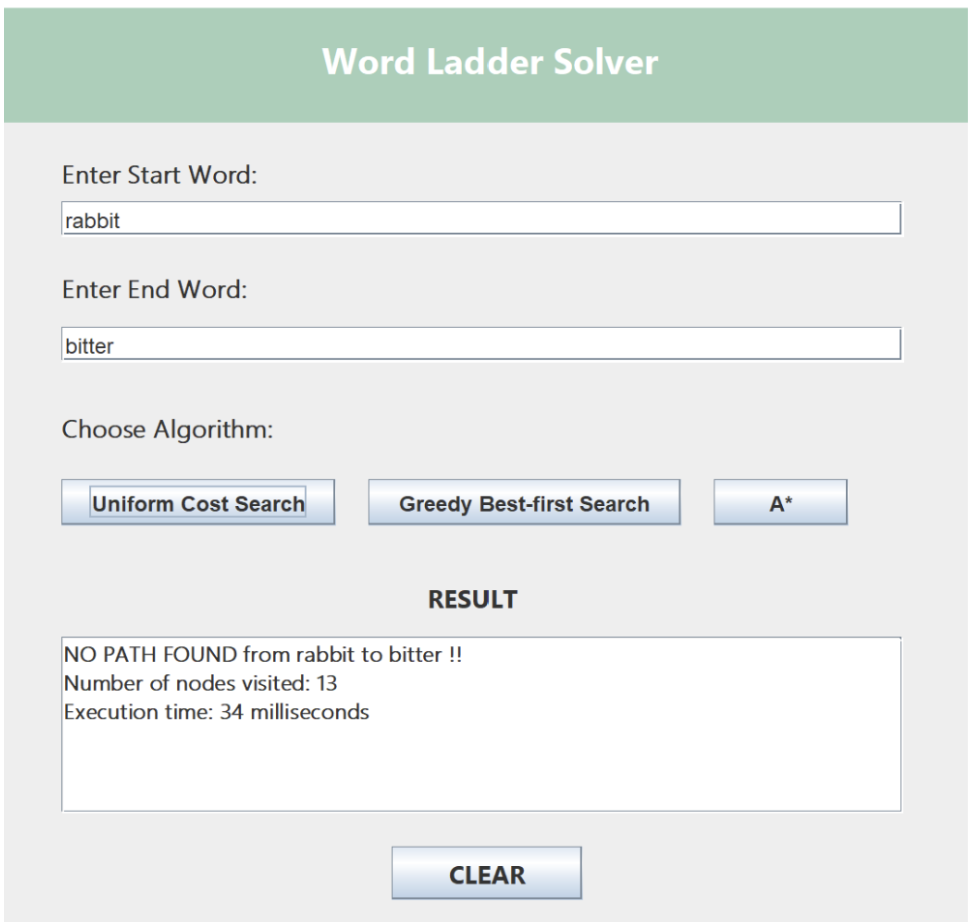 Word Ladder Solver
Enter Start Word:
rabbit
Enter End Word:
bitter
Choose Algorithm:
Uniform Cost Search Greedy Best-first Search A*
RESULT
NO PATH FOUND from rabbit to bitter !!
Number of nodes visited: 13
Execution time: 34 milliseconds
CLEAR